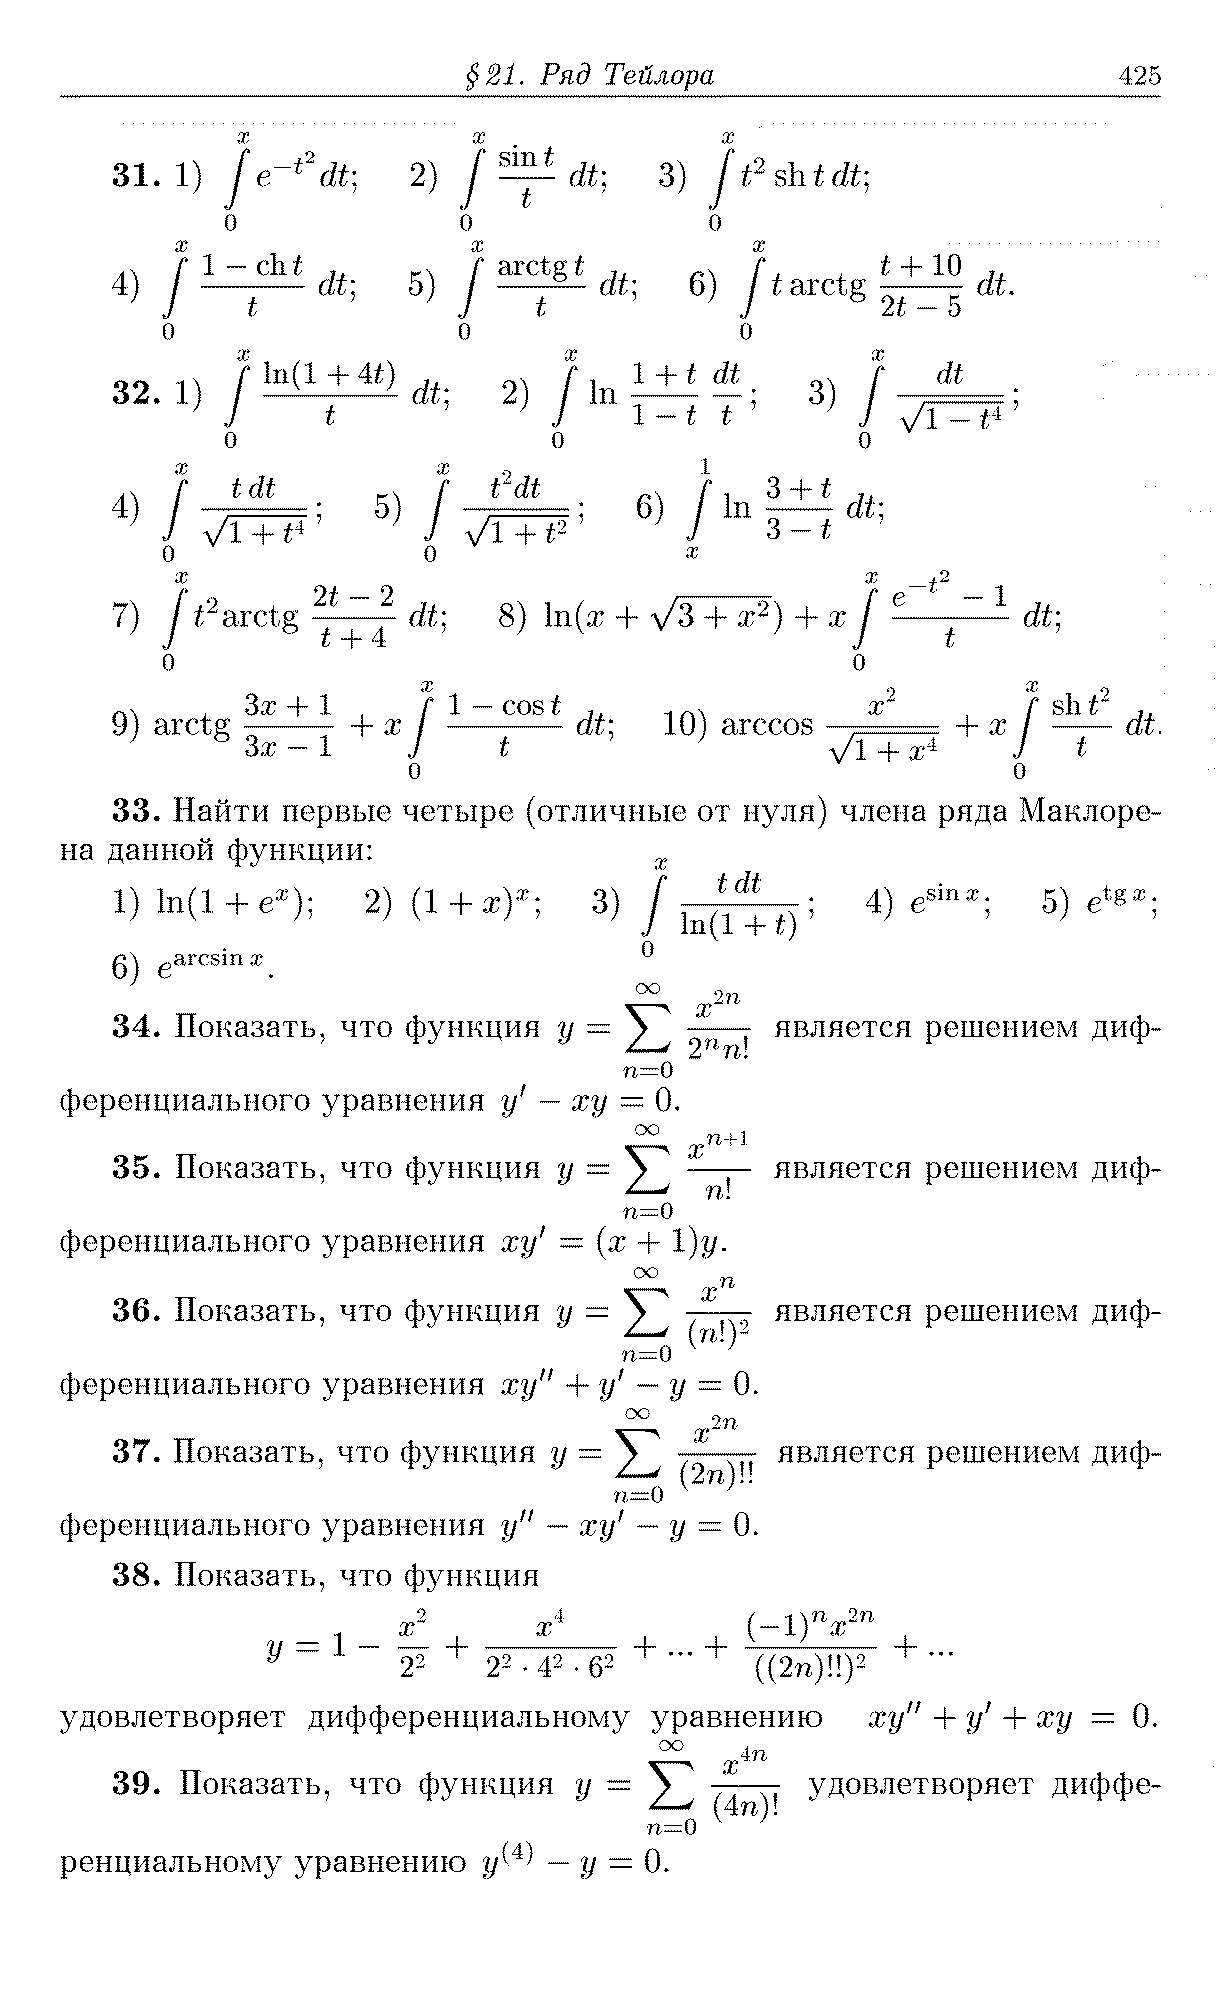 § 21. Ряд Тейлора 425
31. 1) \int_0^x e^{-t^2} dt; 2) \int_0^x \frac{\sin t}{t} dt; 3) \int_0^x t^2 \operatorname{sh} t\, dt;
4) \int_0^x \frac{1 - \operatorname{ch} t}{t} dt; 5) \int_0^x \frac{\operatorname{arctg} t}{t} dt; 6) \int_0^x t \operatorname{arctg} \frac{t + 10}{2t - 5} dt.
32. 1) \int_0^x \frac{\ln(1 + 4t)}{t} dt; 2) \int_0^x \ln \frac{1 + t}{1 - t} \frac{dt}{t}; 3) \int_0^x \frac{dt}{\sqrt{1 - t^4}};
4) \int_0^x \frac{t\, dt}{\sqrt{1 + t^4}}; 5) \int_0^x \frac{t^2 dt}{\sqrt{1 + t^2}}; 6) \int_x^1 \ln \frac{3 + t}{3 - t} dt;
7) \int_0^x t^2 \operatorname{arctg} \frac{2t - 2}{t + 4} dt; 8) \ln(x + \sqrt{3 + x^2}) + x \int_0^x \frac{e^{-t^2} - 1}{t} dt;
9) \operatorname{arctg} \frac{3x + 1}{3x - 1} + x \int_0^x \frac{1 - \cos t}{t} dt; 10) \arccos \frac{x^2}{\sqrt{1 + x^4}} + x \int_0^x \frac{\operatorname{sh} t^2}{t} dt.
33. Найти первые четыре (отличные от нуля) члена ряда Маклоре-
на данной функции:
1) \ln(1 + e^x); 2) (1 + x)^x; 3) \int_0^x \frac{t\, dt}{\ln(1 + t)}; 4) e^{\sin x}; 5) e^{\operatorname{tg} x};
6) e^{\arcsin x}.
34. Показать, что функция y = \sum_{n=0}^{\infty} \frac{x^{2n}}{2^n n!} является решением диф-
ференциального уравнения y' - xy = 0.
35. Показать, что функция y = \sum_{n=0}^{\infty} \frac{x^{n+1}}{n!} является решением диф-
ференциального уравнения xy' = (x + 1)y.
36. Показать, что функция y = \sum_{n=0}^{\infty} \frac{x^n}{(n!)^2} является решением диф-
ференциального уравнения xy'' + y' - y = 0.
37. Показать, что функция y = \sum_{n=0}^{\infty} \frac{x^{2n}}{(2n)!!} является решением диф-
ференциального уравнения y'' - xy' - y = 0.
38. Показать, что функция
y = 1 - \frac{x^2}{2^2} + \frac{x^4}{2^2 \cdot 4^2 \cdot 6^2} + ... + \frac{(-1)^n x^{2n}}{((2n)!!)^2} + ...
удовлетворяет дифференциальному уравнению xy'' + y' + xy = 0.
39. Показать, что функция y = \sum_{n=0}^{\infty} \frac{x^{4n}}{(4n)!} удовлетворяет диффе-
ренциальному уравнению y^{(4)} - y = 0.